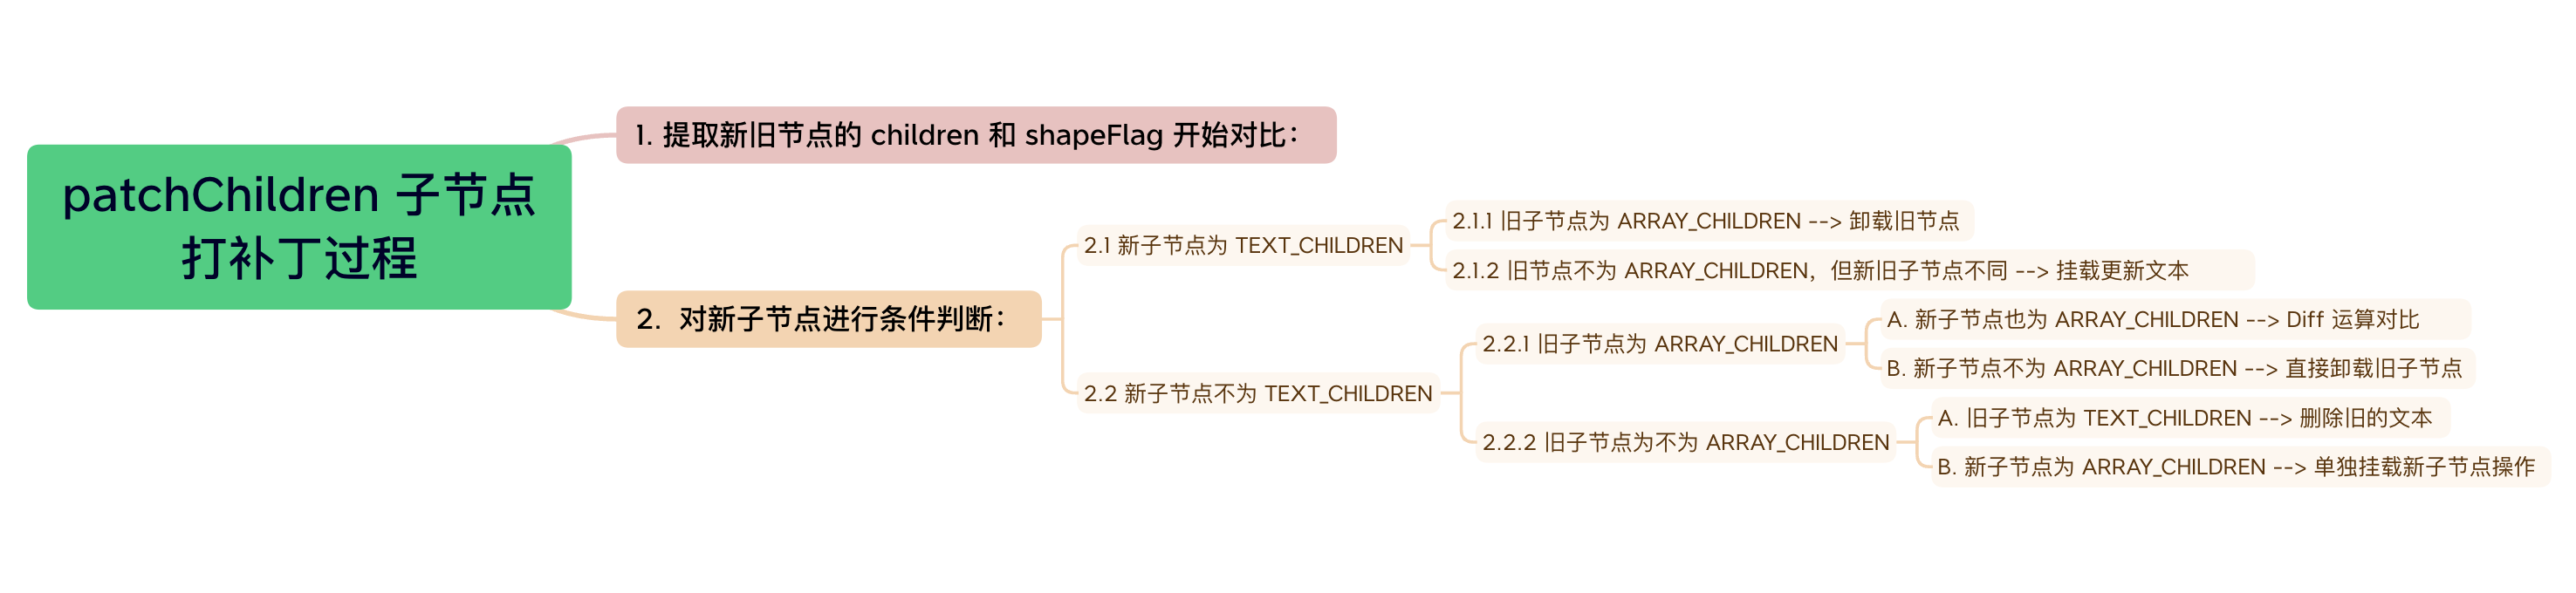 patchChildren 子节点
打补丁过程
1. 提取新旧节点的 children 和 shapeFlag 开始对比：
2. 对新子节点进行条件判断：
2.1 新子节点为 TEXT_CHILDREN
2.1.1 旧子节点为 ARRAY_CHILDREN --> 卸载旧节点
2.1.2 旧节点不为 ARRAY_CHILDREN，但新旧子节点不同 --> 挂载更新文本
2.2 新子节点不为 TEXT_CHILDREN
2.2.1 旧子节点为 ARRAY_CHILDREN
A. 新子节点也为 ARRAY_CHILDREN --> Diff 运算对比
B. 新子节点不为 ARRAY_CHILDREN --> 直接卸载旧子节点
2.2.2 旧子节点为不为 ARRAY_CHILDREN
A. 旧子节点为 TEXT_CHILDREN --> 删除旧的文本
B. 新子节点为 ARRAY_CHILDREN --> 单独挂载新子节点操作